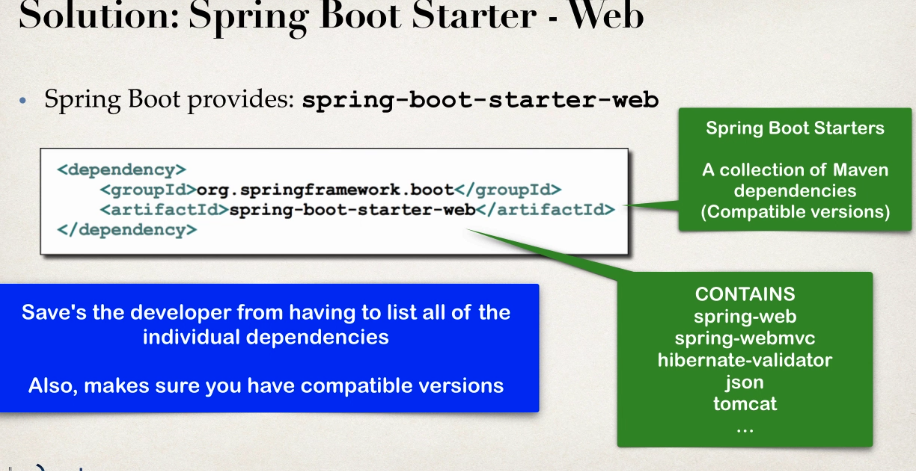 Solution: Spring Boot Starter - Web
• Spring Boot provides: spring-boot-starter-web
<dependency>
<groupId>org.springframework.boot</groupId>
<artifactId>spring-boot-starter-web</artifactId>
</dependency>
Spring Boot Starters
A collection of Maven
dependencies
(Compatible versions)
Save's the developer from having to list all of the
individual dependencies
Also, makes sure you have compatible versions
CONTAINS
spring-web
spring-webmvc
hibernate-validator
json
tomcat
...